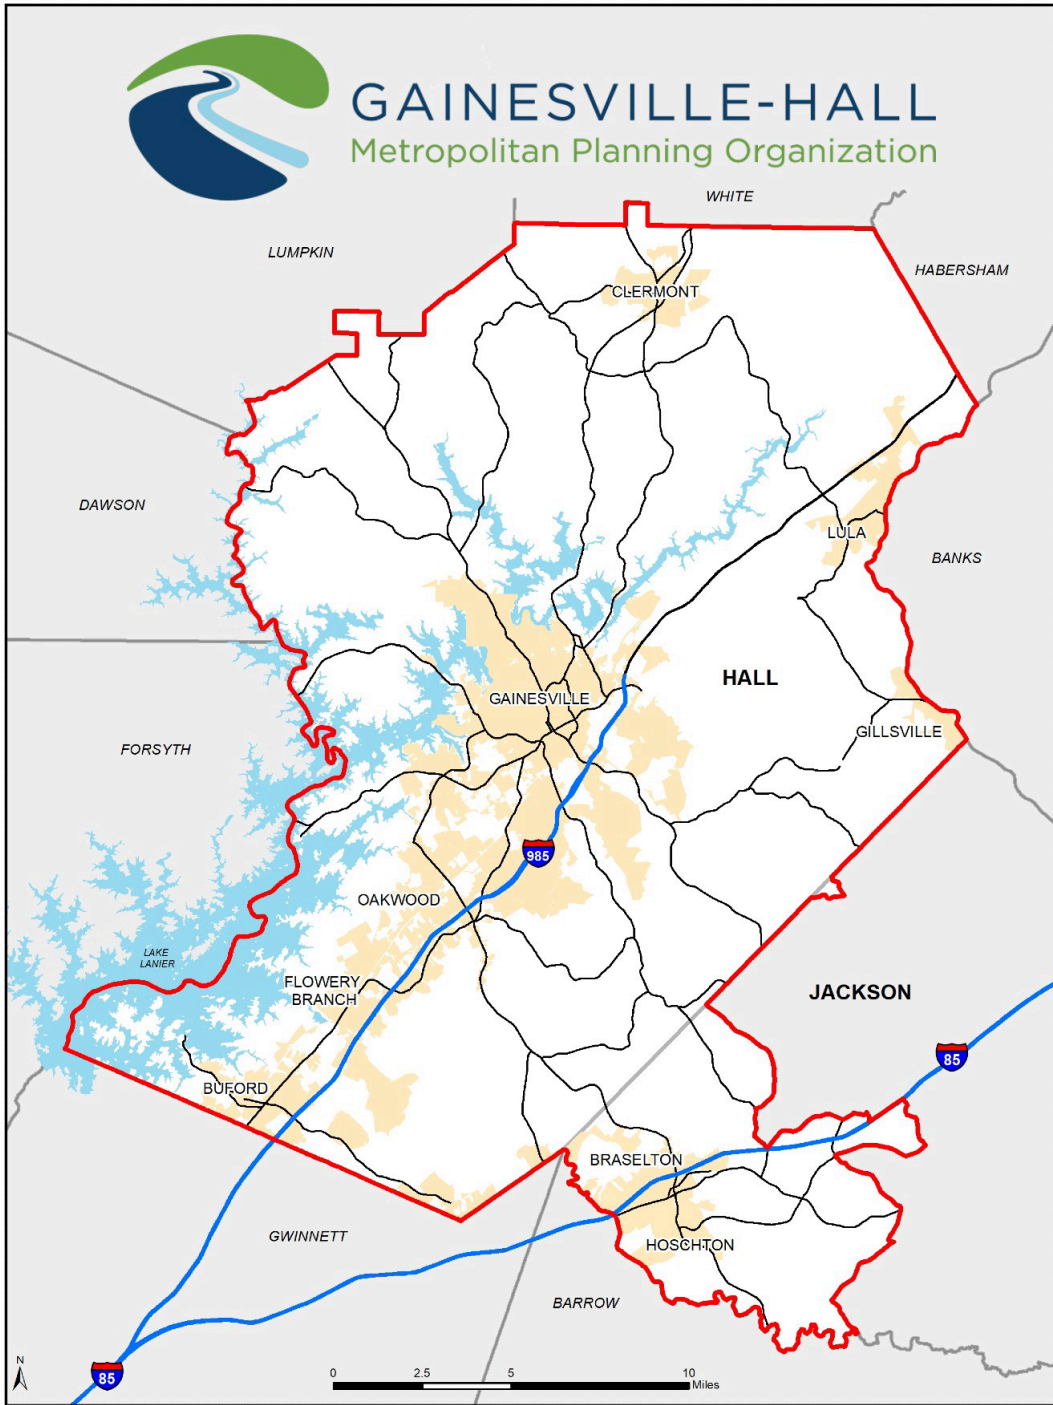 GAINESVILLE-HALL
Metropolitan Planning Organization
WHITE
LUMPKIN
HABERSHAM
CLERMONT
DAWSON
LULA
BANKS
HALL
GAINESVILLE
GILLSVILLE
FORSYTH
985
OAKWOOD
LAKE
LANIER
FLOWERY
BRANCH
JACKSON
85
BUFORD
BRASELTON
GWINNETT
HOSCHTON
BARROW
N
85
0
2.5
5
10
Miles